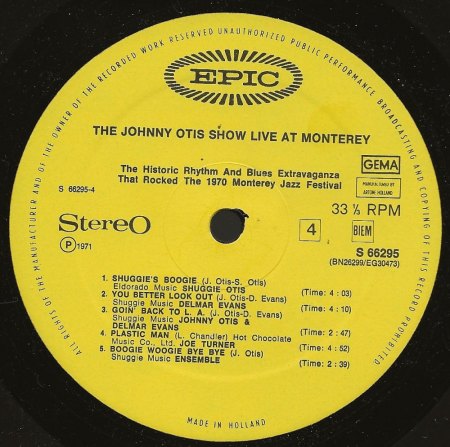 ALL RIGHTS OF THE MANUFACTURER AND OF THE OWNER OF THE RECORDED WORK RESERVED UNAUTHORIZED PUBLIC PERFORMANCE BROADCASTING AND COPYING OF THIS RECORD PROHIBITED
EPIC
THE JOHNNY OTIS SHOW LIVE AT MONTEREY
The Historic Rhythm And Blues Extravaganza
That Rocked The 1970 Monterey Jazz Festival
GEMA
MANUFACTURED BY
ARTONE HOLLAND
S 66295-4
33 ⅓ RPM
StereO
4
BIEM
P 1971
S 66295
(BN26299/EG30473)
1. SHUGGIE'S BOOGIE (J. Otis-S. Otis)
Eldorado Music SHUGGIE OTIS (Time: 4 : 03)
2. YOU BETTER LOOK OUT (J. Otis-D. Evans)
Shuggie Music DELMAR EVANS (Time: 4 : 10)
3. GOIN' BACK TO L. A. (J. Otis-D. Evans)
Shuggie Music JOHNNY OTIS &
DELMAR EVANS (Time: 2 : 47)
4. PLASTIC MAN (L. Chandler) Hot Chocolate
Music Co., Ltd. JOE TURNER (Time: 4 : 52)
5. BOOGIE WOOGIE BYE BYE (J. Otis)
Shuggie Music ENSEMBLE (Time: 2 : 39)
MADE IN HOLLAND